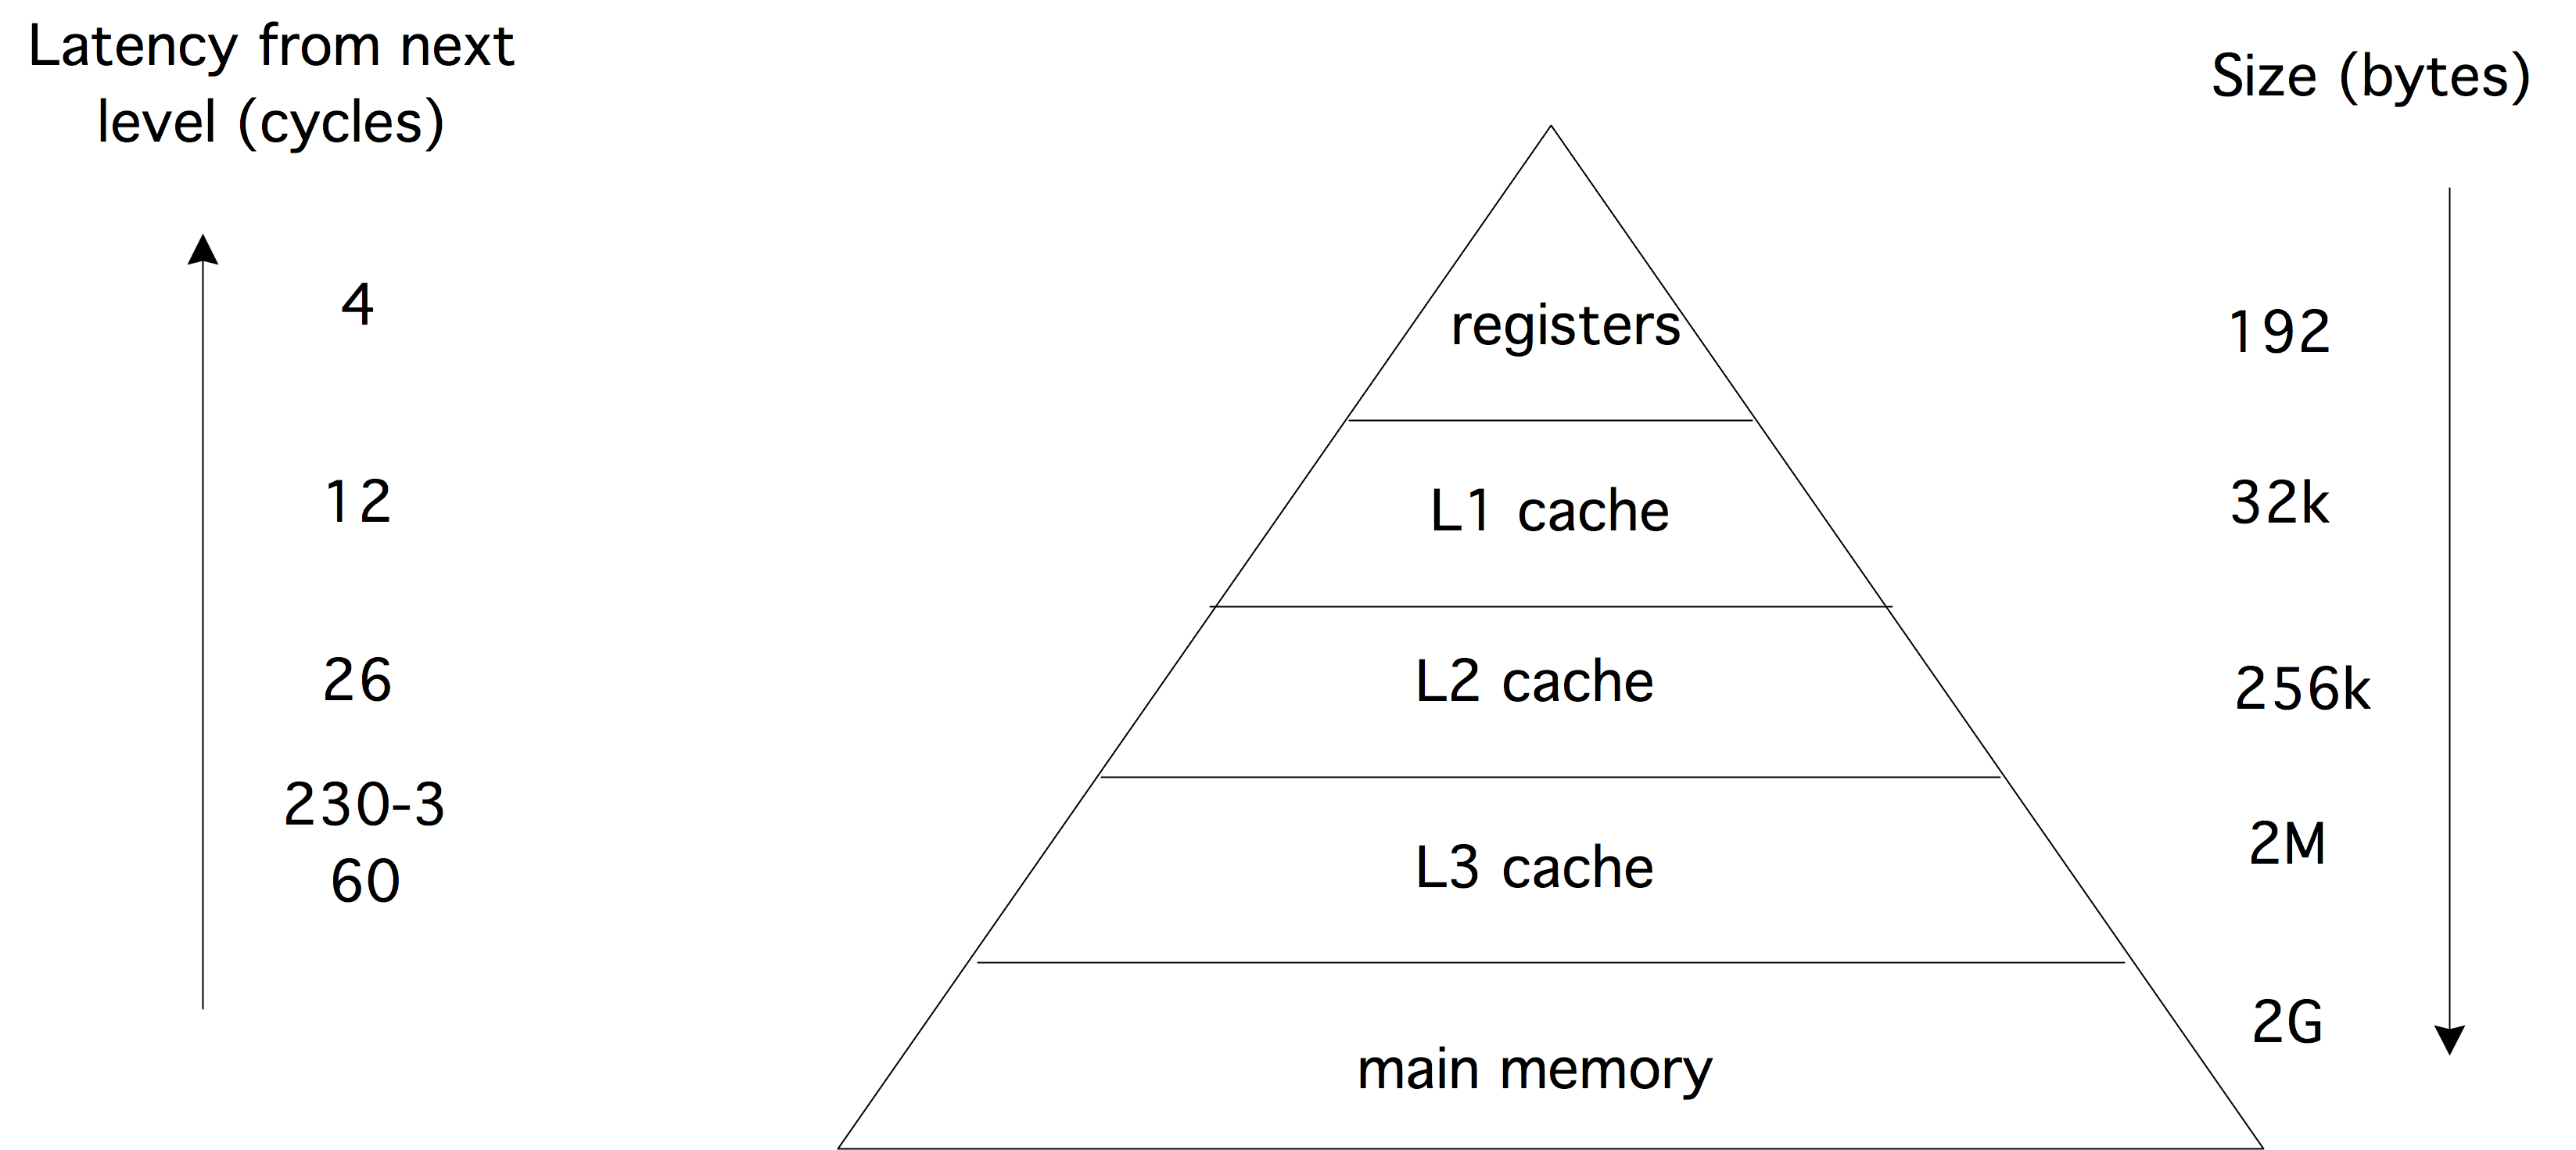 Latency from next
level (cycles)
Size (bytes)
4
registers
192
12
L1 cache
32k
26
L2 cache
256k
230-3
60
L3 cache
2M
main memory
2G